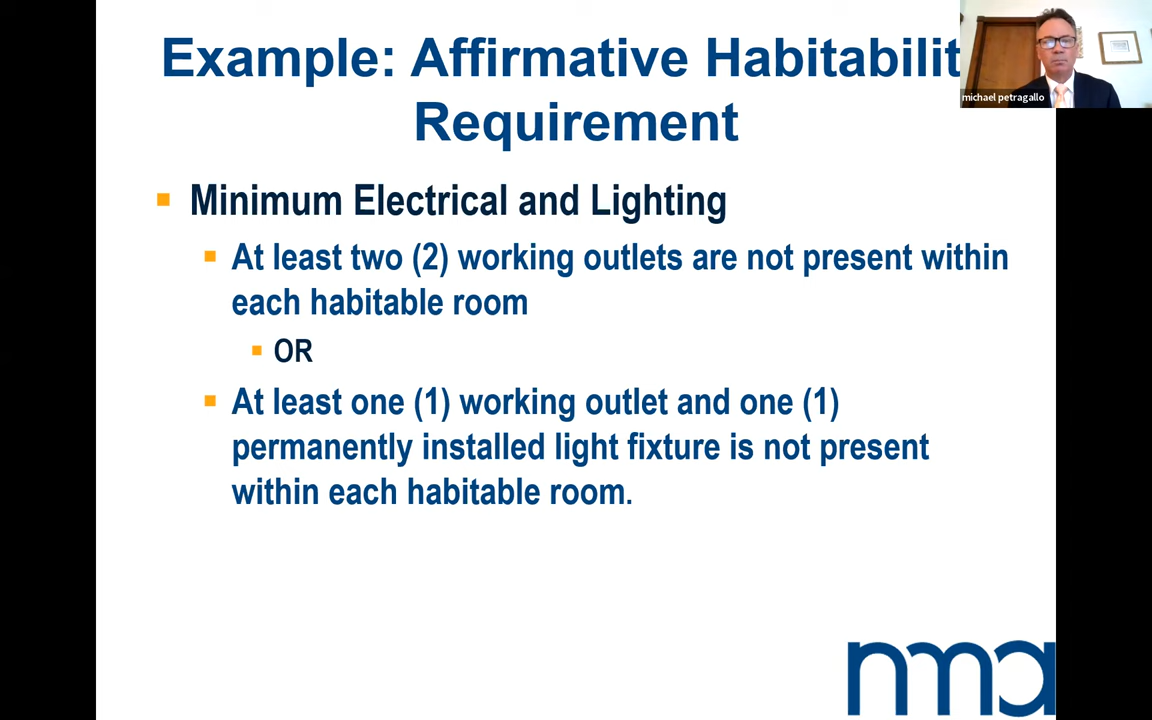 Example: Affirmative Habitabilit
Requirement
michael petragallo
Minimum Electrical and Lighting
At least two (2) working outlets are not present within
each habitable room
OR
At least one (1) working outlet and one (1)
permanently installed light fixture is not present
within each habitable room.
nma